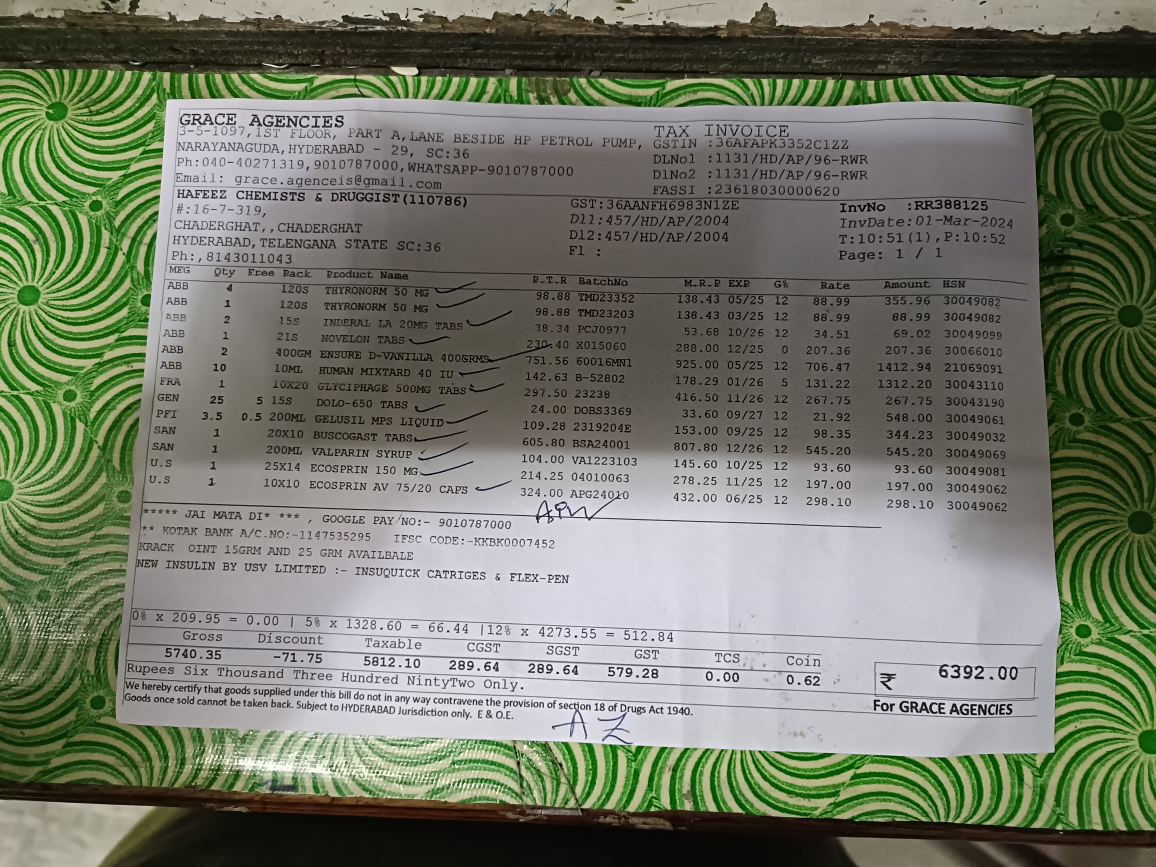 GRACE AGENCIES
3-5-1097,1ST FLOOR, PART A,LANE BESIDE HP PETROL PUMP,
NARAYANAGUDA,HYDERABAD - 29, SC:36
Ph:040-40271319,9010787000,WHATSAPP-9010787000
Email: grace.agenceis@gmail.com
TAX INVOICE
GSTIN :36AFAPK3352C1ZZ
DLNo1 :1131/HD/AP/96-RWR
DlNo2 :1131/HD/AP/96-RWR
FASSI :23618030000620
HAFEEZ CHEMISTS & DRUGGIST(110786)
#:16-7-319,
CHADERGHAT,,CHADERGHAT
HYDERABAD,TELENGANA STATE SC:36
Ph:,8143011043
GST:36AANFH6983N1ZE
Dl1:457/HD/AP/2004
Dl2:457/HD/AP/2004
Fl :
InvNo :RR388125
InvDate:01-Mar-2024
T:10:51(1),P:10:52
Page: 1 / 1
MFG Qty Free Pack Product Name P.T.R BatchNo M.R.P EXP G% Rate Amount HSN
ABB 4 120S THYRONORM 50 MG 98.88 TMD23352 138.43 05/25 12 88.99 355.96 30049082
ABB 1 120S THYRONORM 50 MG 98.88 TMD23203 138.43 03/25 12 88.99 88.99 30049082
ABB 2 15S INDERAL LA 20MG TABS 38.34 PCJ0977 53.68 10/26 12 34.51 69.02 30049099
ABB 1 21S NOVELON TABS 230.40 X015060 288.00 12/25 0 207.36 207.36 30066010
ABB 2 400GM ENSURE D-VANILLA 400GRMS 751.56 60016MN1 925.00 05/25 12 706.47 1412.94 21069091
ABB 10 10ML HUMAN MIXTARD 40 IU 142.63 B-52802 178.29 01/26 5 131.22 1312.20 30043110
FRA 1 10X20 GLYCIPHAGE 500MG TABS 297.50 23238 416.50 11/26 12 267.75 267.75 30043190
GEN 25 5 15S DOLO-650 TABS 24.00 DOBS3369 33.60 09/27 12 21.92 548.00 30049061
PFI 3.5 0.5 200ML GELUSIL MPS LIQUID 109.28 2319204E 153.00 09/25 12 98.35 344.23 30049032
SAN 1 20X10 BUSCOGAST TABS 605.80 BSA24001 807.80 12/26 12 545.20 545.20 30049069
SAN 1 200ML VALPARIN SYRUP 104.00 VA1223103 145.60 10/25 12 93.60 93.60 30049081
U.S 1 25X14 ECOSPRIN 150 MG 214.25 04010063 278.25 11/25 12 197.00 197.00 30049062
U.S 1 10X10 ECOSPRIN AV 75/20 CAPS 324.00 APG24010 432.00 06/25 12 298.10 298.10 30049062
***** JAI MATA DI* *** , GOOGLE PAY NO:- 9010787000
** KOTAK BANK A/C.NO:-1147535295 IFSC CODE:-KKBK0007452
KRACK OINT 15GRM AND 25 GRM AVAILBALE
NEW INSULIN BY USV LIMITED :- INSUQUICK CATRIGES & FLEX-PEN
0% x 209.95 = 0.00 | 5% x 1328.60 = 66.44 |12% x 4273.55 = 512.84
Gross Discount Taxable CGST SGST GST TCS Coin
5740.35 -71.75 5812.10 289.64 289.64 579.28 0.00 0.62
₹ 6392.00
Rupees Six Thousand Three Hundred NintyTwo Only.
We hereby certify that goods supplied under this bill do not in any way contravene the provision of section 18 of Drugs Act 1940.
Goods once sold cannot be taken back. Subject to HYDERABAD Jurisdiction only. E & O.E.
For GRACE AGENCIES
AZ